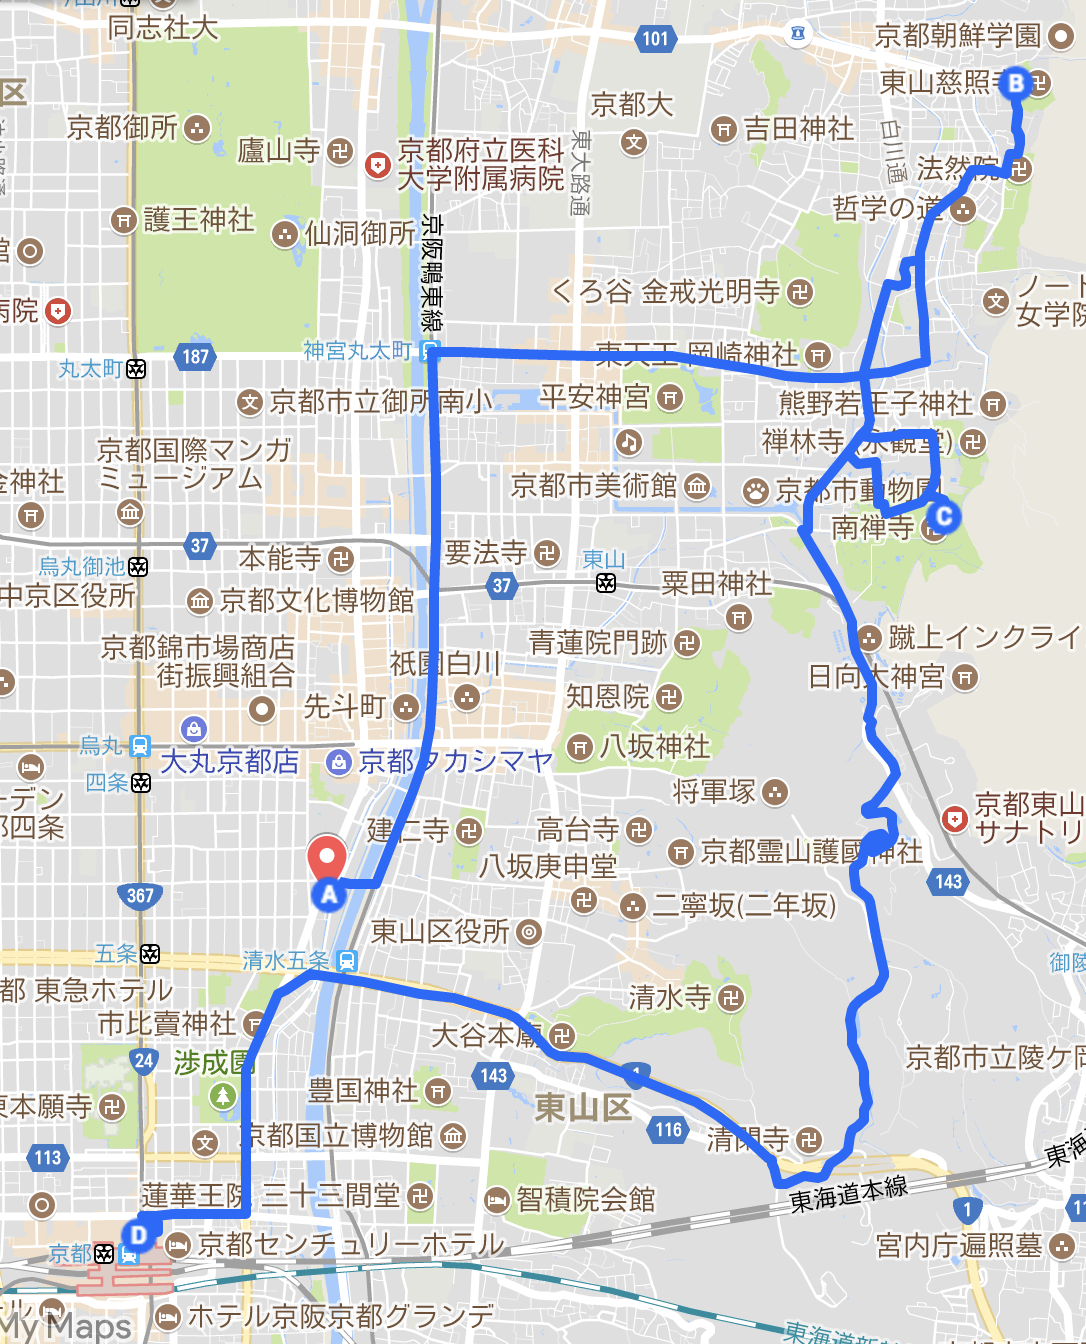 同志社大
101
京都朝鮮学園
区
東山慈照寺
B
京都御所
京都大
吉田神社
廬山寺
京都府立医科
大学附属病院
東大路通
白川通
法然院
護王神社
仙洞御所
哲学の道
京阪鴨東線
くろ谷 金戒光明寺
ノート
女学院
病院
187
神宮丸太町
東天王 岡崎神社
丸太町
京都市立御所南小
平安神宮
熊野若王子神社
京都国際マンガ
ミュージアム
禅林寺 (永観堂)
金神社
京都市美術館
京都市動物園
C
南禅寺
37
本能寺
要法寺
東山
烏丸御池
37
粟田神社
中京区役所
京都文化博物館
青蓮院門跡
蹴上インクライ
京都錦市場商店
街振興組合
祇園白川
日向大神宮
先斗町
知恩院
烏丸
大丸京都店
京都タカシマヤ
八坂神社
四条
将軍塚
ーデン
都四条
建仁寺
高台寺
京都東山
サナトリ
八坂庚申堂
京都霊山護國神社
A
367
143
二寧坂(二年坂)
東山区役所
五条
清水五条
御陵
都 東急ホテル
清水寺
市比賣神社
大谷本廟
24
渉成園
143
1
京都市立陵ケ岡
豊国神社
東山区
東本願寺
京都国立博物館
116
清閑寺
113
東海道本線
蓮華王院 三十三間堂
智積院会館
東海道本線
1
D
京都
京都センチュリーホテル
宮内庁遍照墓
ホテル京阪京都グランデ
My Maps
東海道新